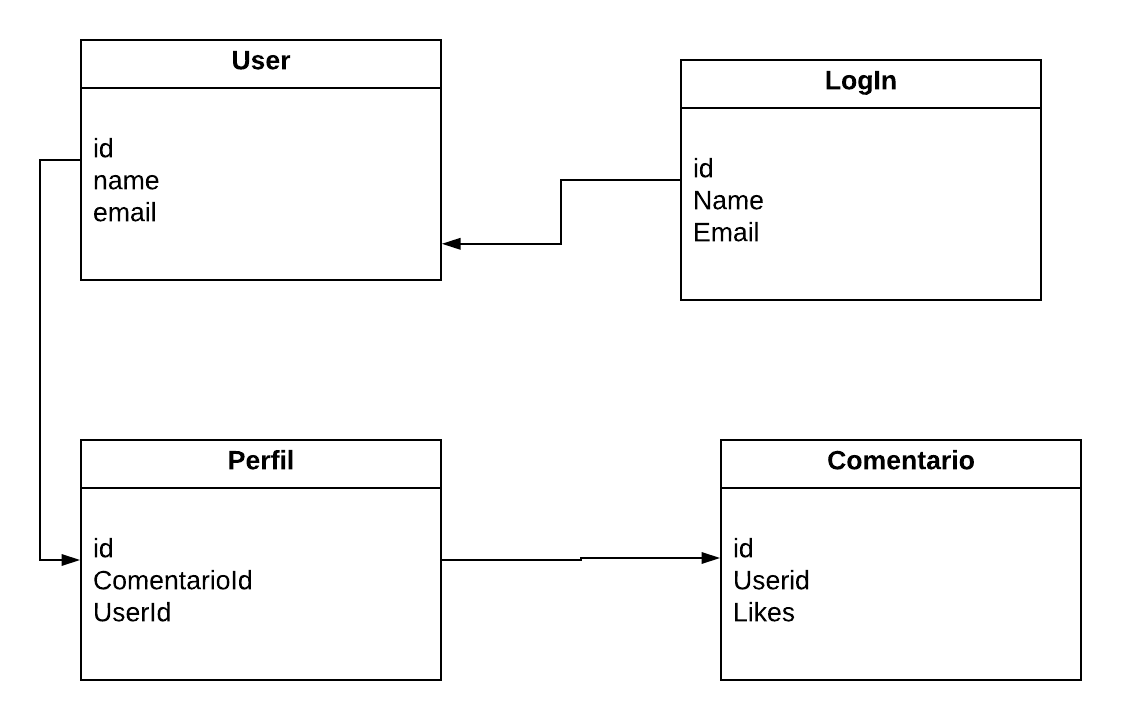 User
id
name
email
LogIn
id
Name
Email
Perfil
id
ComentarioId
UserId
Comentario
id
Userid
Likes